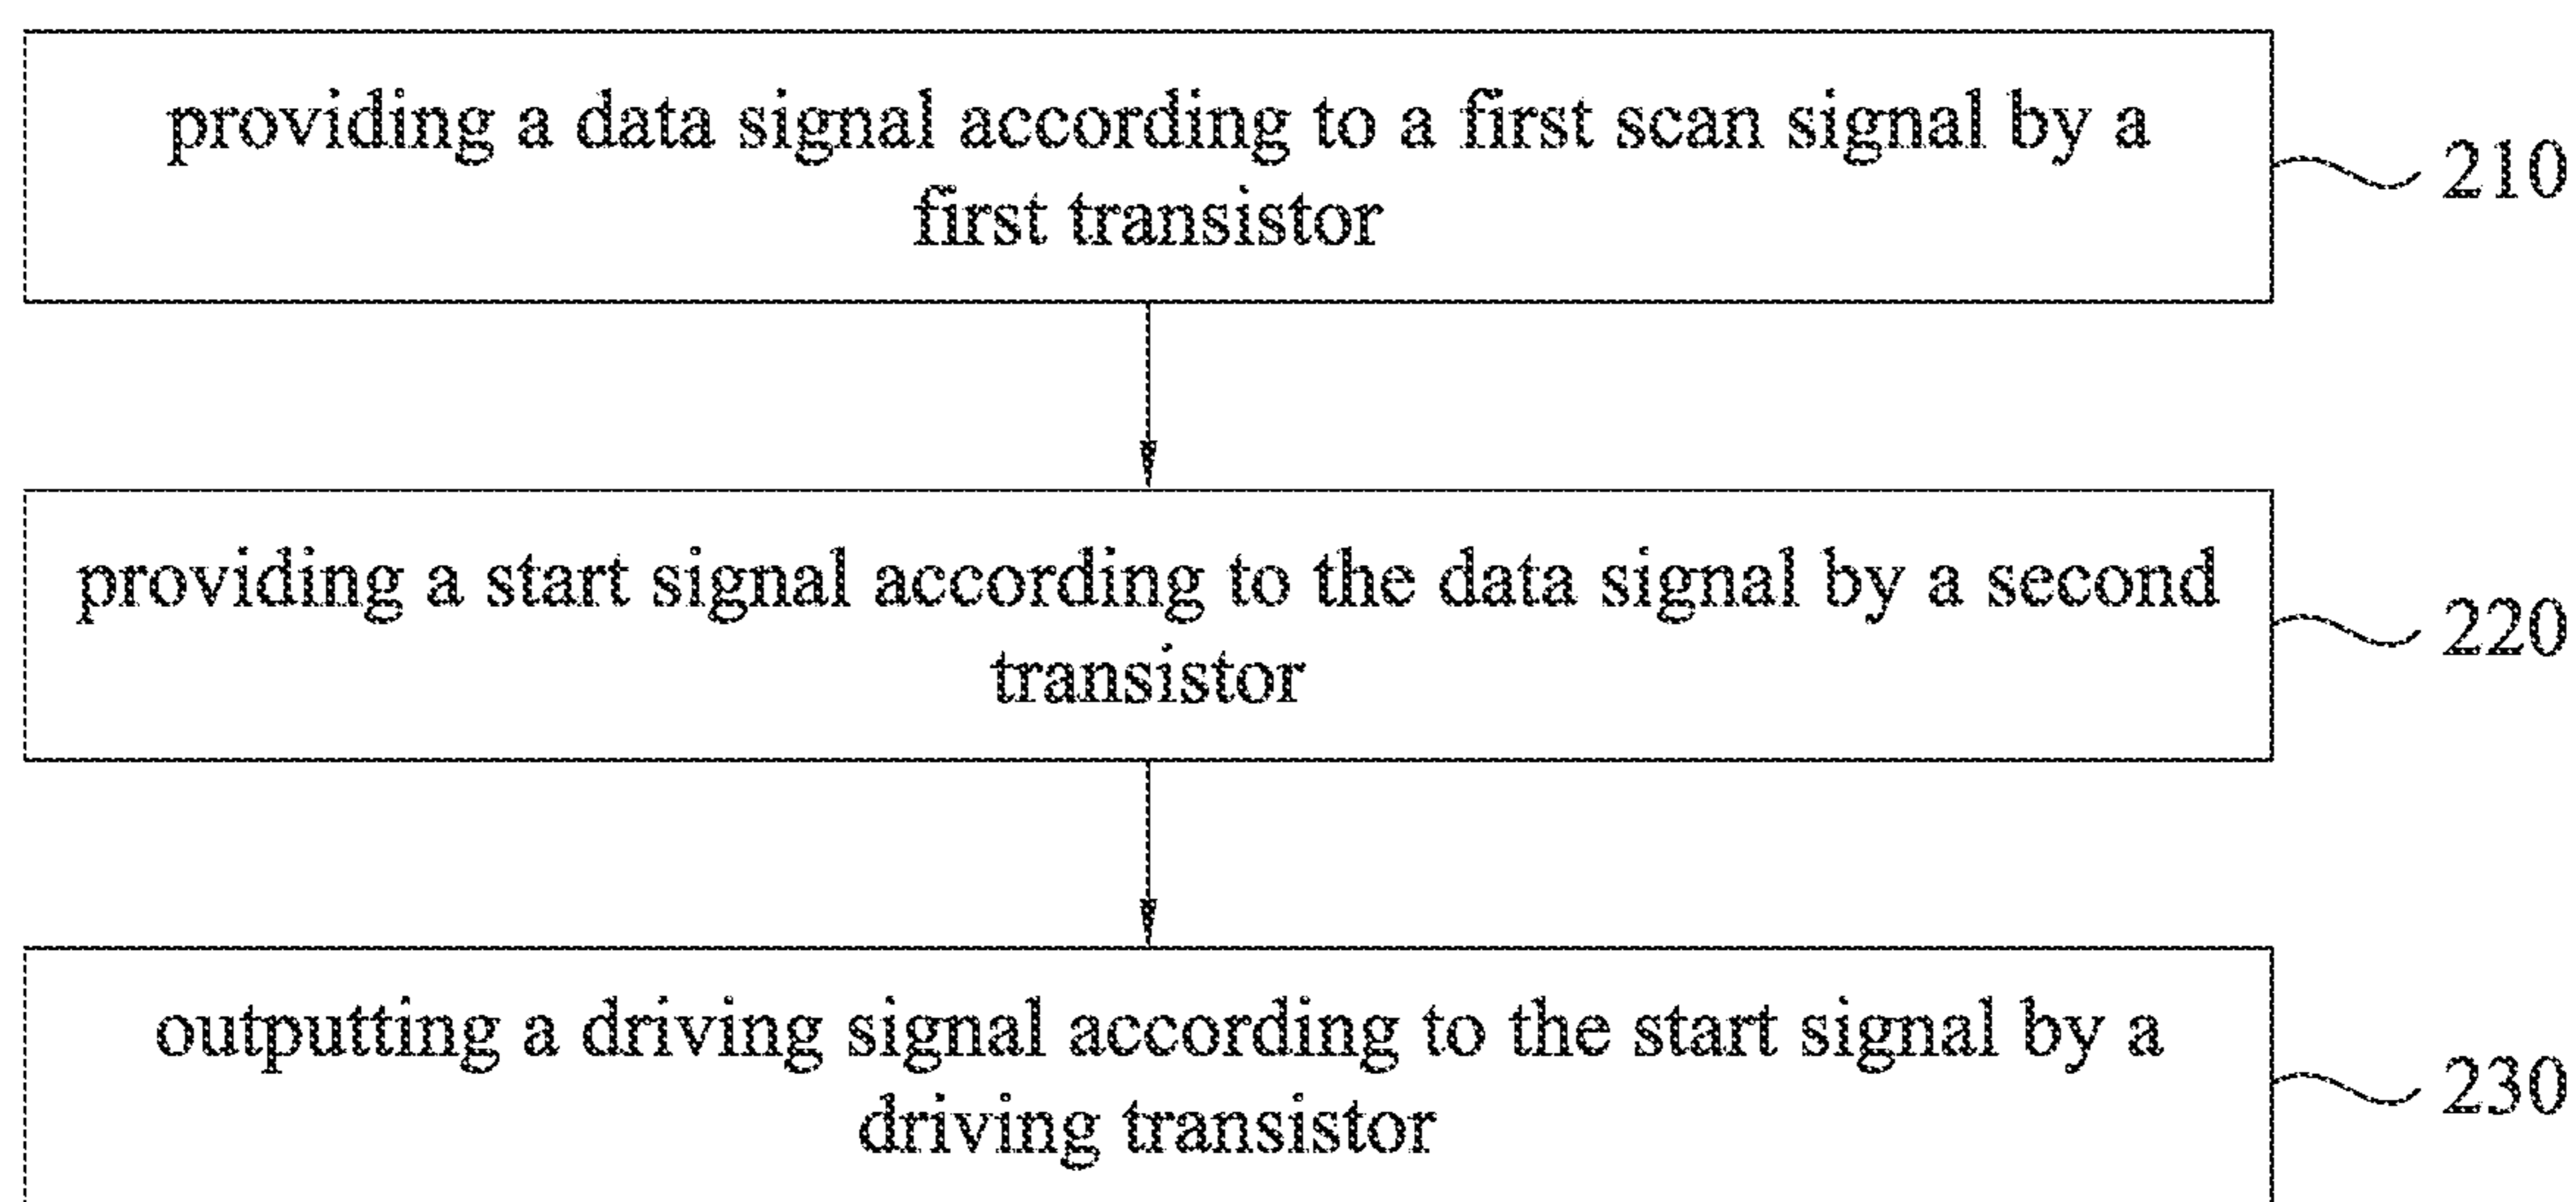 providing a data signal according to a first scan signal by a
first transistor
210
providing a start signal according to the data signal by a second
transistor
220
outputting a driving signal according to the start signal by a
driving transistor
230